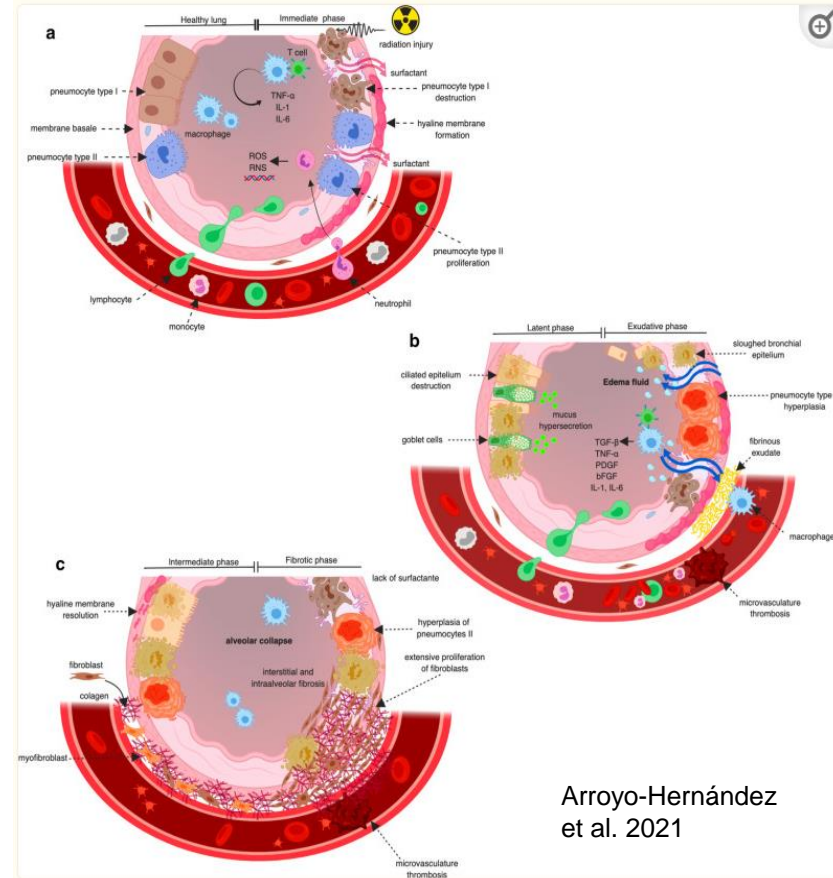 a
Healthy lung
Immediate phase
radiation injury
T cell
surfactant
pneumocyte type I
destruction
pneumocyte type I
TNF-α
IL-1
IL-6
hyaline membrane
formation
membrane basale
macrophage
pneumocyte type II
ROS
RNS
surfactant
pneumocyte type II
proliferation
lymphocyte
monocyte
neutrophil
b
Latent phase
Exudative phase
sloughed bronchial
epitelium
ciliated epitelium
destruction
Edema fluid
pneumocyte type
hyperplasia
mucus
hypersecretion
goblet cells
TGF-β
TNF-α
PDGF
bFGF
IL-1, IL-6
fibrinous
exudate
macrophage
microvasculature
thrombosis
c
Intermediate phase
Fibrotic phase
lack of surfactante
hyaline membrane
resolution
alveolar collapse
hyperplasia of
pneumocytes II
fibroblast
interstitial and
intraalveolar fibrosis
extensive proliferation
of fibroblasts
colagen
myofibroblast
microvasculature
thrombosis
Arroyo-Hernández
et al. 2021